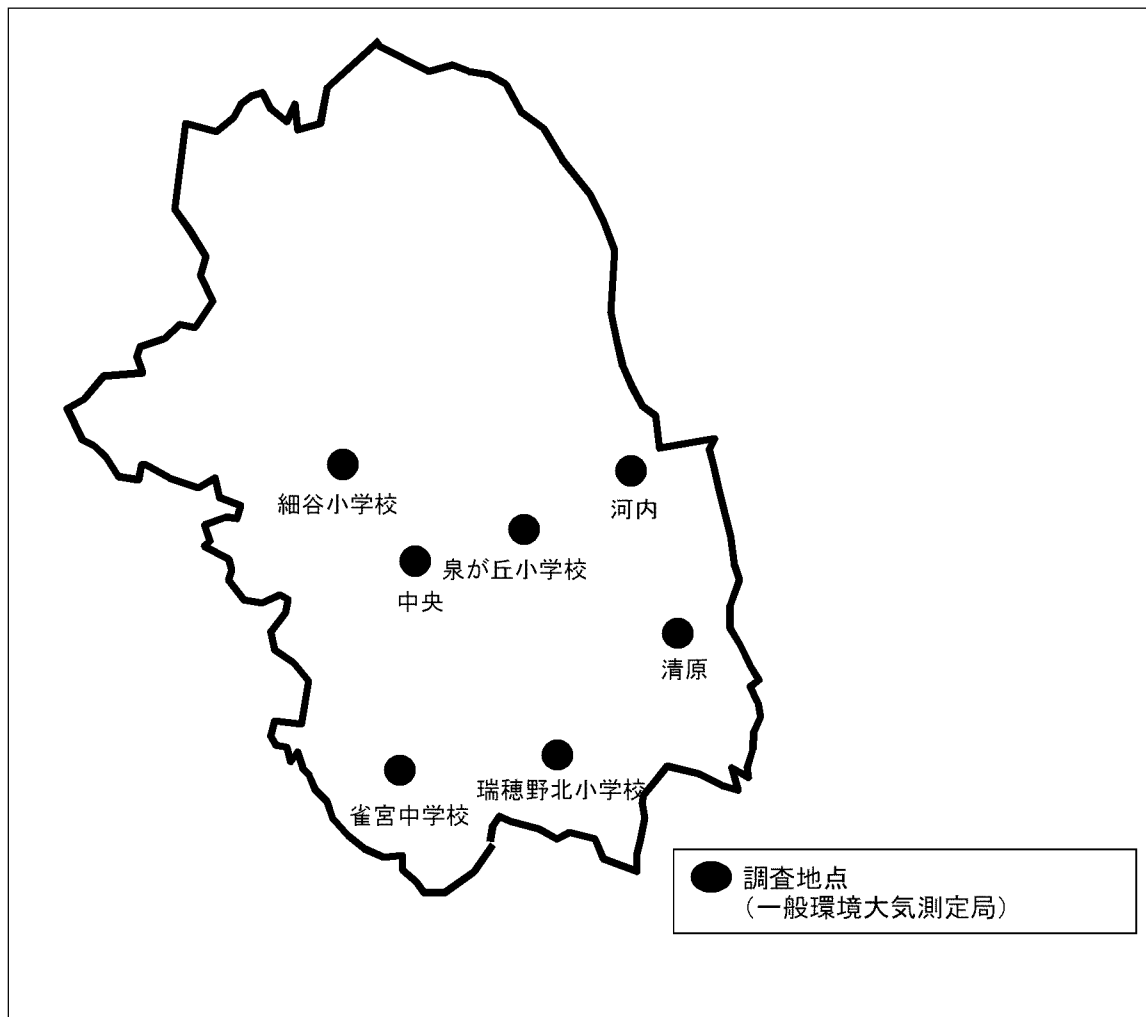 細谷小学校
河内
泉が丘小学校
中央
清原
瑞穂野北小学校
雀宮中学校
調査地点
（一般環境大気測定局）